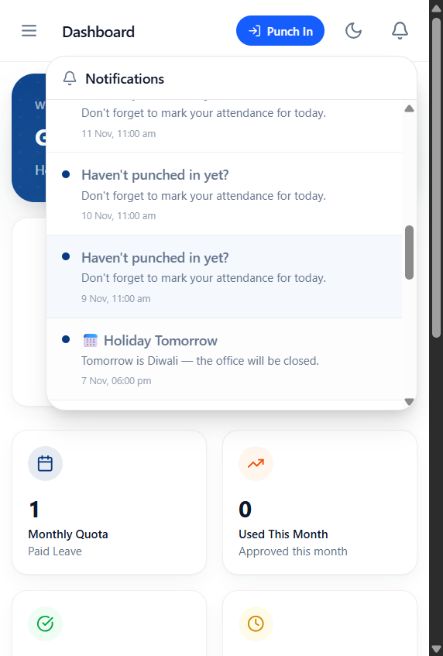 Dashboard
Punch In
Notifications
Don't forget to mark your attendance for today.
11 Nov, 11:00 am
Haven't punched in yet?
Don't forget to mark your attendance for today.
10 Nov, 11:00 am
Haven't punched in yet?
Don't forget to mark your attendance for today.
9 Nov, 11:00 am
Holiday Tomorrow
Tomorrow is Diwali — the office will be closed.
7 Nov, 06:00 pm
1
Monthly Quota
Paid Leave
0
Used This Month
Approved this month